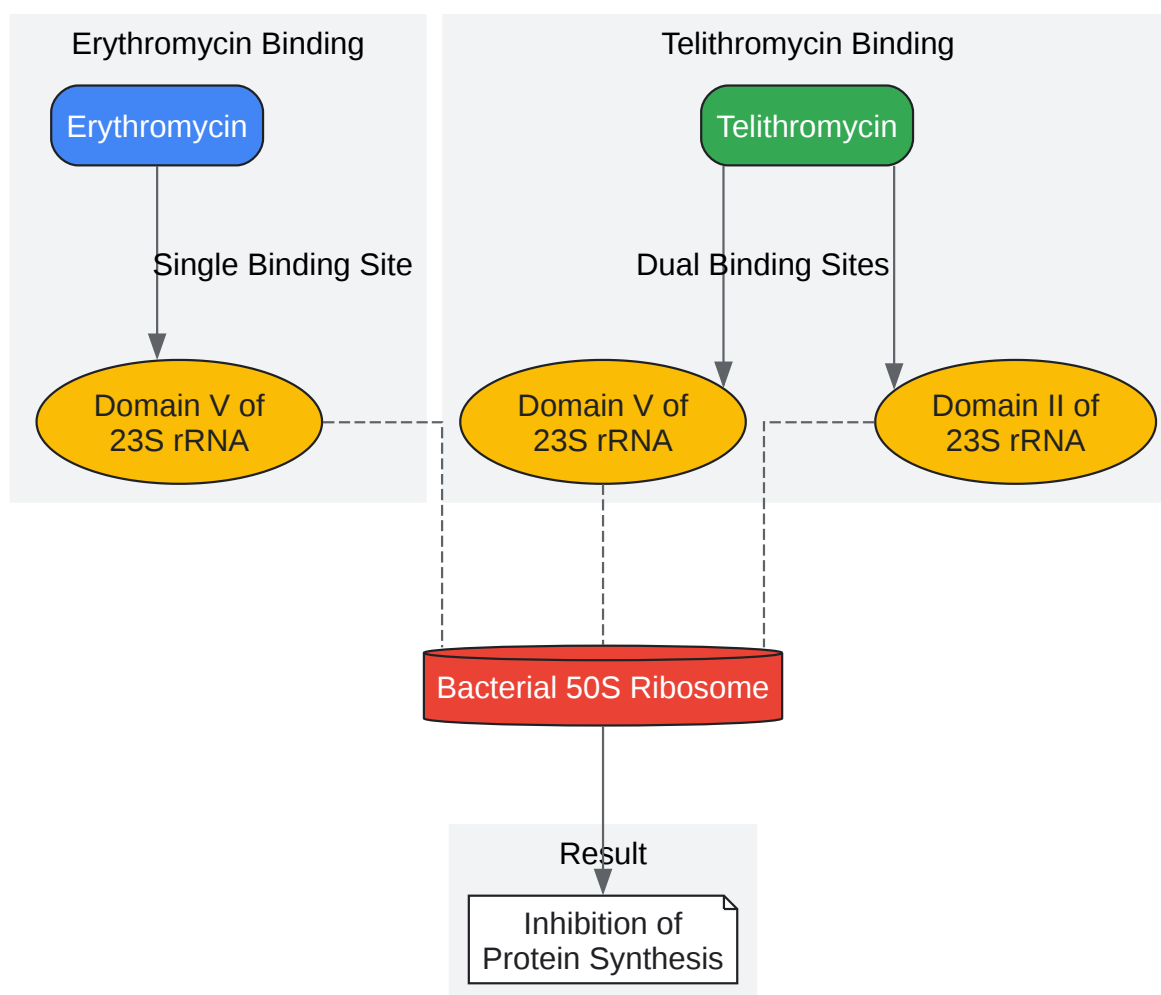 Erythromycin Binding
Telithromycin Binding
Erythromycin
Telithromycin
Single Binding Site
Dual Binding Sites
Domain V of
23S rRNA
Domain V of
23S rRNA
Domain II of
23S rRNA
Bacterial 50S Ribosome
Result
Inhibition of
Protein Synthesis